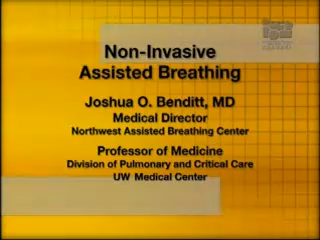 Non-Invasive
Assisted Breathing
Joshua O. Benditt, MD
Medical Director
Northwest Assisted Breathing Center
Professor of Medicine
Division of Pulmonary and Critical Care
UW Medical Center